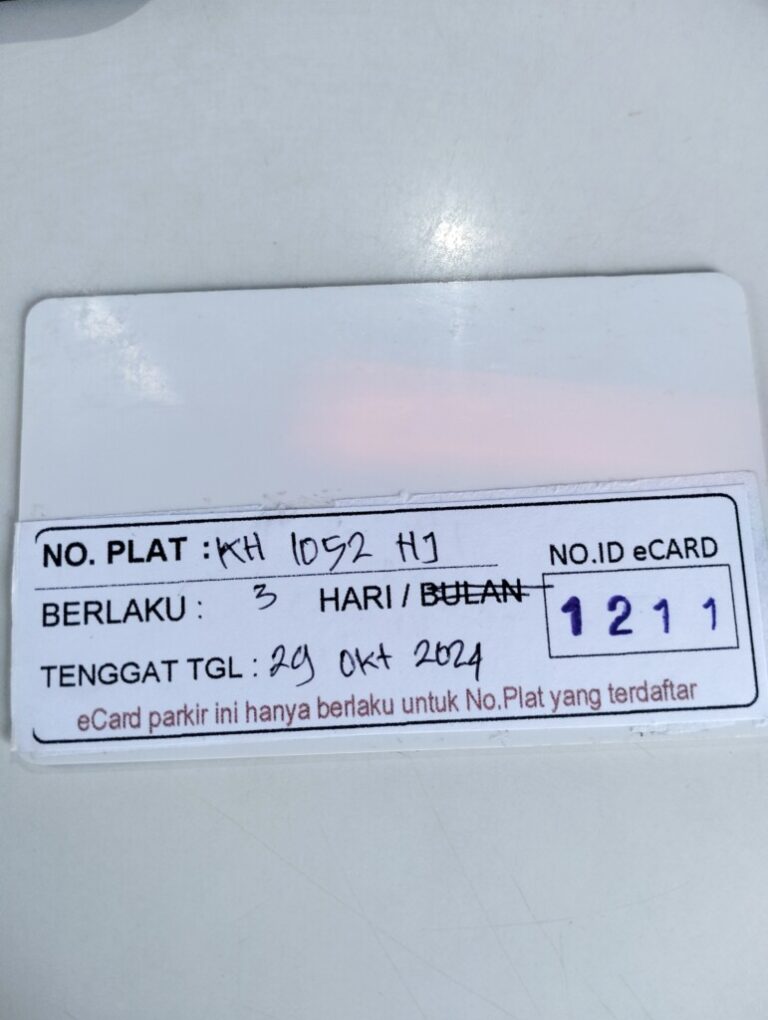 NO. PLAT : KH 1052 HJ
NO.ID eCARD
BERLAKU : 3 HARI / BULAN
1211
TENGGAT TGL : 29 Okt 2024
eCard parkir ini hanya berlaku untuk No.Plat yang terdaftar